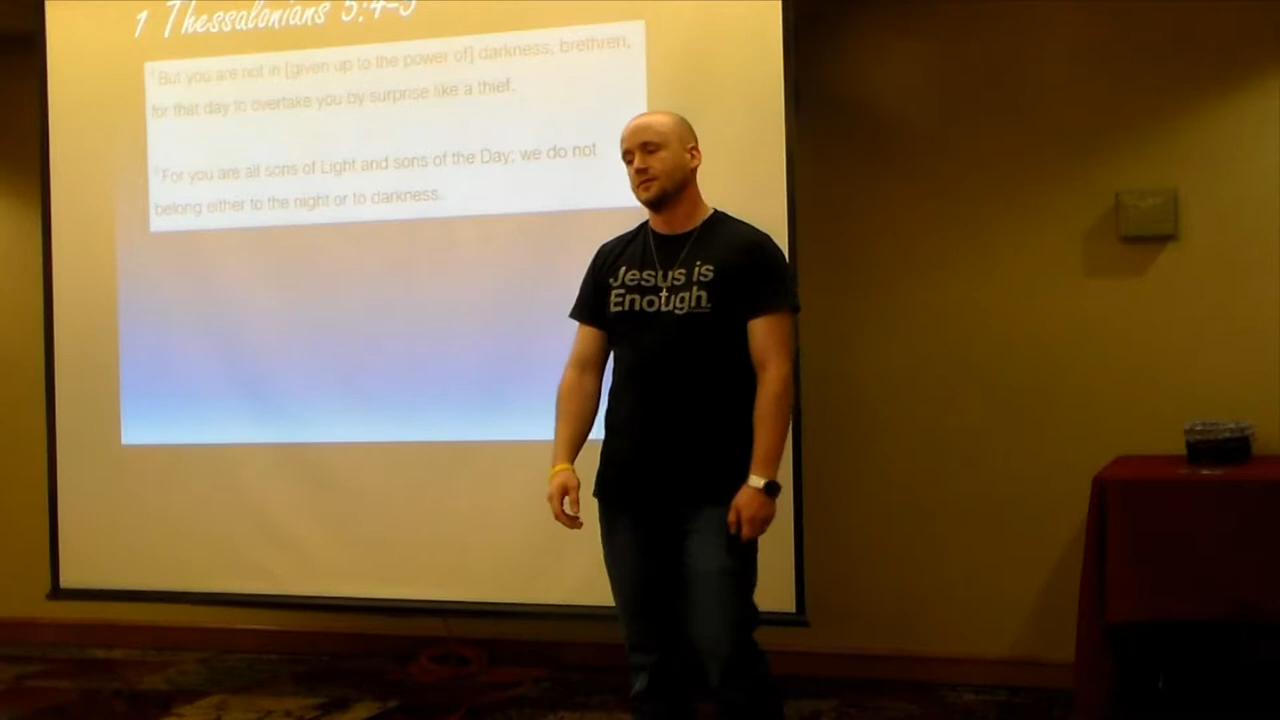 1 Thessalonians 5:4-5
4 But you are not in [given up to the power of] darkness, brethren,
for that day to overtake you by surprise like a thief.
5 For you are all sons of Light and sons of the Day; we do not
belong either to the night or to darkness.
Jesus is
Enough.